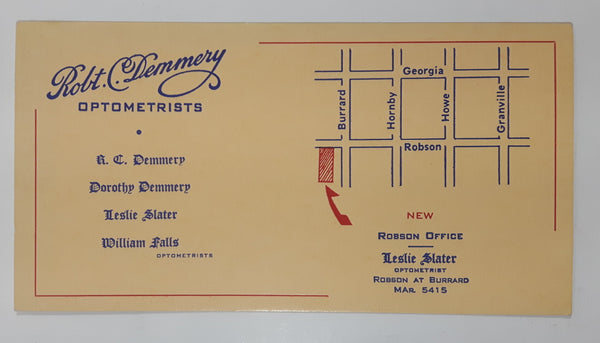 Robt. C. Demmery
OPTOMETRISTS
R. C. Demmery
Dorothy Demmery
Leslie Slater
William Falls
OPTOMETRISTS
Georgia
Burrard
Hornby
Howe
Granville
Robson
NEW
ROBSON OFFICE
Leslie Slater
OPTOMETRIST
ROBSON AT BURRARD
MAR. 5415